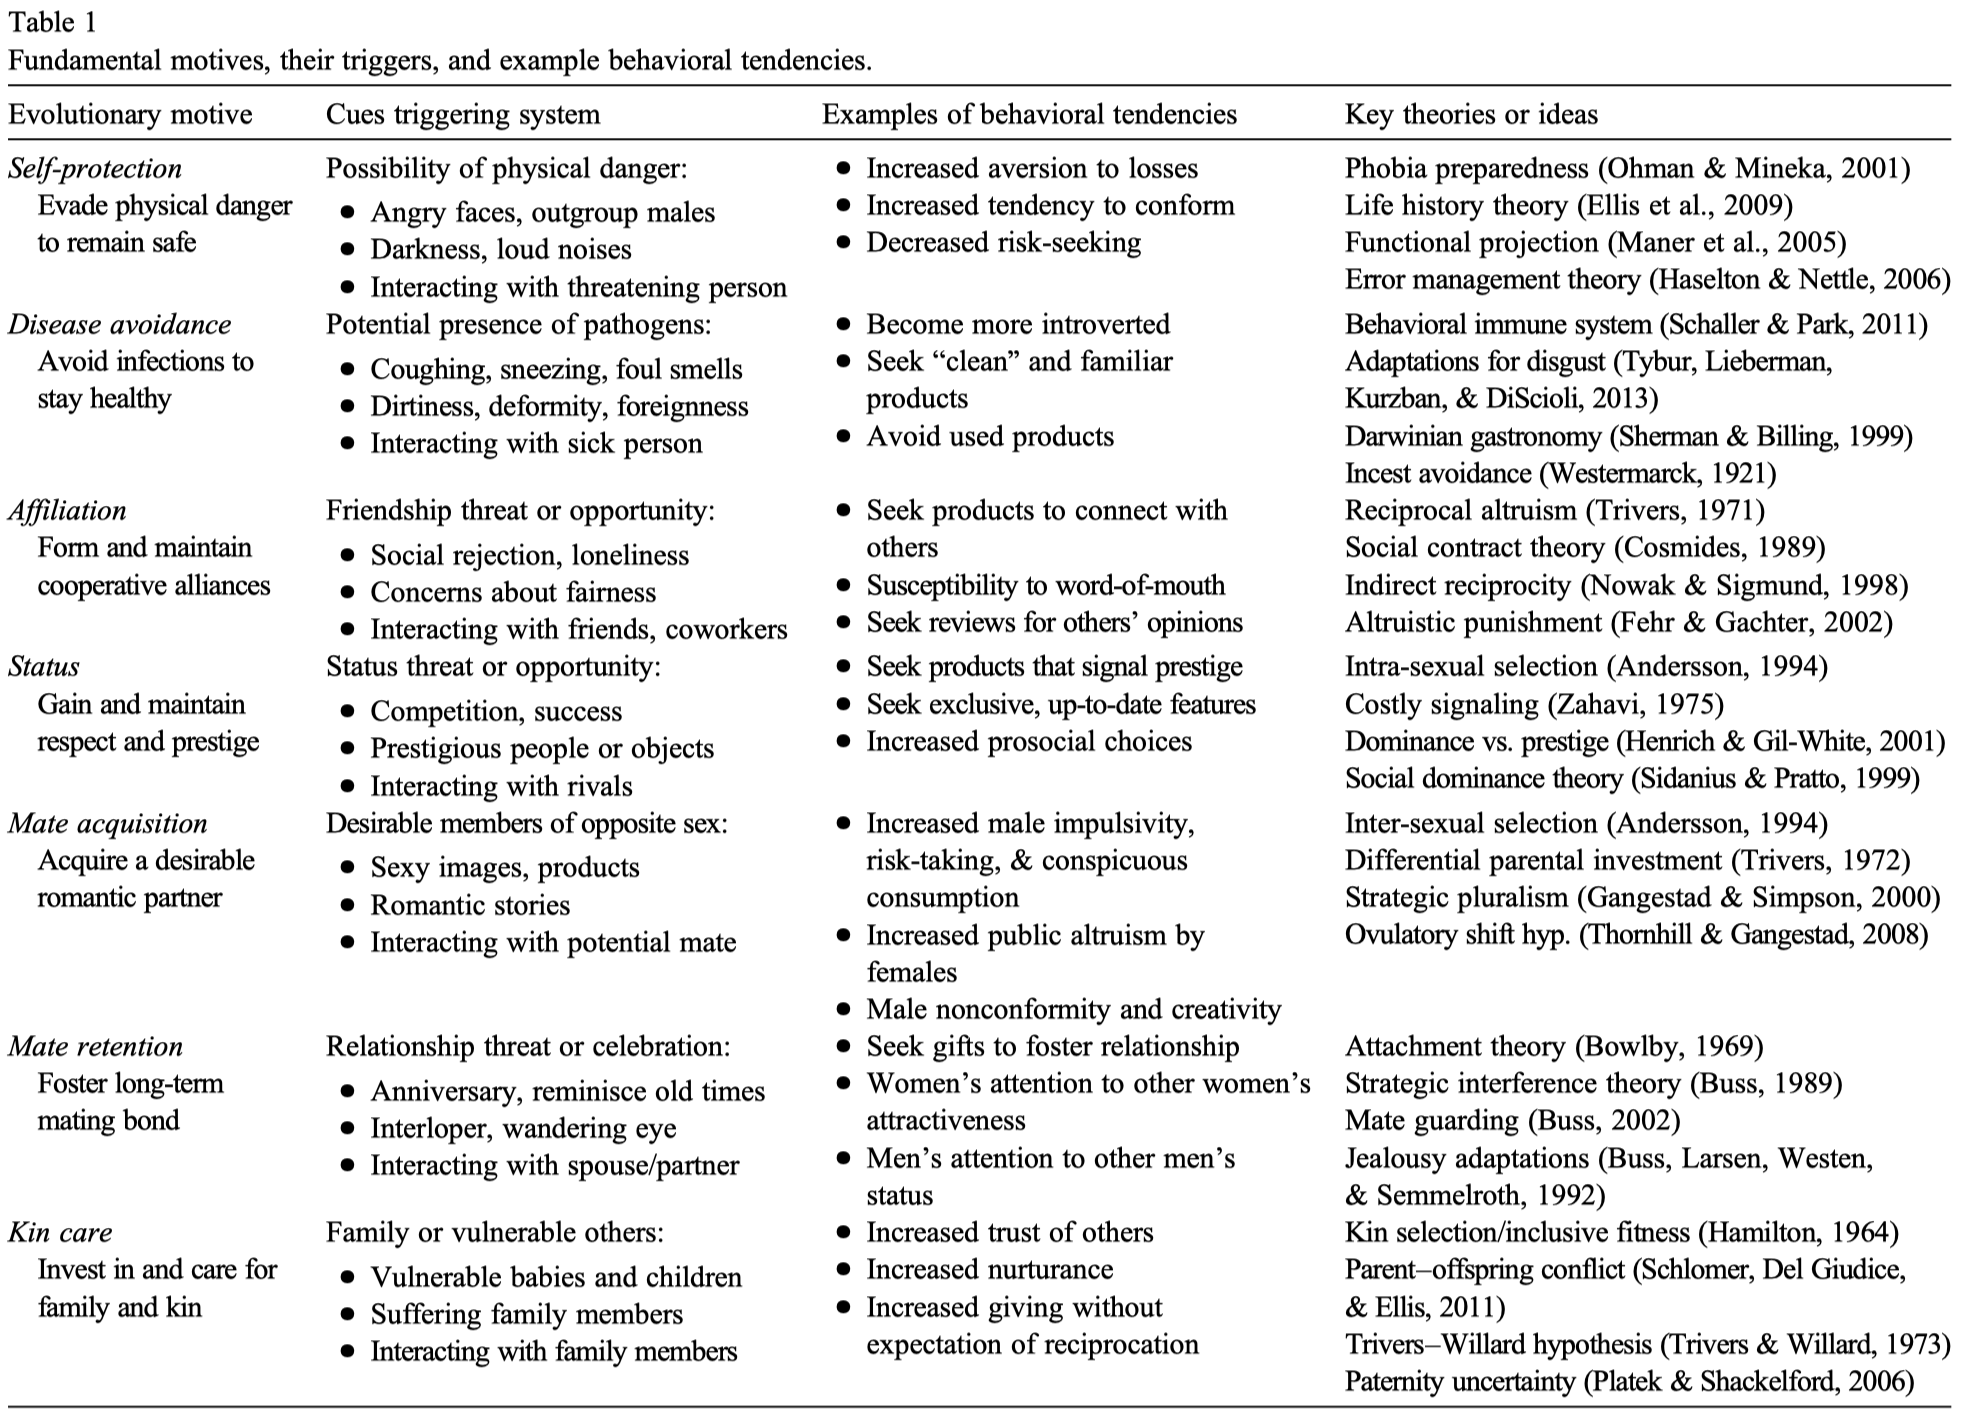 Table 1
Fundamental motives, their triggers, and example behavioral tendencies.
Evolutionary motive Cues triggering system Examples of behavioral tendencies Key theories or ideas
Self-protection
Evade physical danger
to remain safe
Possibility of physical danger:
● Angry faces, outgroup males
● Darkness, loud noises
● Interacting with threatening person
● Increased aversion to losses
● Increased tendency to conform
● Decreased risk-seeking
Phobia preparedness (Ohman & Mineka, 2001)
Life history theory (Ellis et al., 2009)
Functional projection (Maner et al., 2005)
Error management theory (Haselton & Nettle, 2006)
Disease avoidance
Avoid infections to
stay healthy
Potential presence of pathogens:
● Coughing, sneezing, foul smells
● Dirtiness, deformity, foreignness
● Interacting with sick person
● Become more introverted
● Seek “clean” and familiar
products
● Avoid used products
Behavioral immune system (Schaller & Park, 2011)
Adaptations for disgust (Tybur, Lieberman,
Kurzban, & DiScioli, 2013)
Darwinian gastronomy (Sherman & Billing, 1999)
Incest avoidance (Westermarck, 1921)
Affiliation
Form and maintain
cooperative alliances
Friendship threat or opportunity:
● Social rejection, loneliness
● Concerns about fairness
● Interacting with friends, coworkers
● Seek products to connect with
others
● Susceptibility to word-of-mouth
● Seek reviews for others’ opinions
Reciprocal altruism (Trivers, 1971)
Social contract theory (Cosmides, 1989)
Indirect reciprocity (Nowak & Sigmund, 1998)
Altruistic punishment (Fehr & Gachter, 2002)
Status
Gain and maintain
respect and prestige
Status threat or opportunity:
● Competition, success
● Prestigious people or objects
● Interacting with rivals
● Seek products that signal prestige
● Seek exclusive, up-to-date features
● Increased prosocial choices
Intra-sexual selection (Andersson, 1994)
Costly signaling (Zahavi, 1975)
Dominance vs. prestige (Henrich & Gil-White, 2001)
Social dominance theory (Sidanius & Pratto, 1999)
Mate acquisition
Acquire a desirable
romantic partner
Desirable members of opposite sex:
● Sexy images, products
● Romantic stories
● Interacting with potential mate
● Increased male impulsivity,
risk-taking, & conspicuous
consumption
● Increased public altruism by
females
● Male nonconformity and creativity
Inter-sexual selection (Andersson, 1994)
Differential parental investment (Trivers, 1972)
Strategic pluralism (Gangestad & Simpson, 2000)
Ovulatory shift hyp. (Thornhill & Gangestad, 2008)
Mate retention
Foster long-term
mating bond
Relationship threat or celebration:
● Anniversary, reminisce old times
● Interloper, wandering eye
● Interacting with spouse/partner
● Seek gifts to foster relationship
● Women’s attention to other women’s
attractiveness
● Men’s attention to other men’s
status
Attachment theory (Bowlby, 1969)
Strategic interference theory (Buss, 1989)
Mate guarding (Buss, 2002)
Jealousy adaptations (Buss, Larsen, Westen,
& Semmelroth, 1992)
Kin care
Invest in and care for
family and kin
Family or vulnerable others:
● Vulnerable babies and children
● Suffering family members
● Interacting with family members
● Increased trust of others
● Increased nurturance
● Increased giving without
expectation of reciprocation
Kin selection/inclusive fitness (Hamilton, 1964)
Parent–offspring conflict (Schlomer, Del Giudice,
& Ellis, 2011)
Trivers–Willard hypothesis (Trivers & Willard, 1973)
Paternity uncertainty (Platek & Shackelford, 2006)